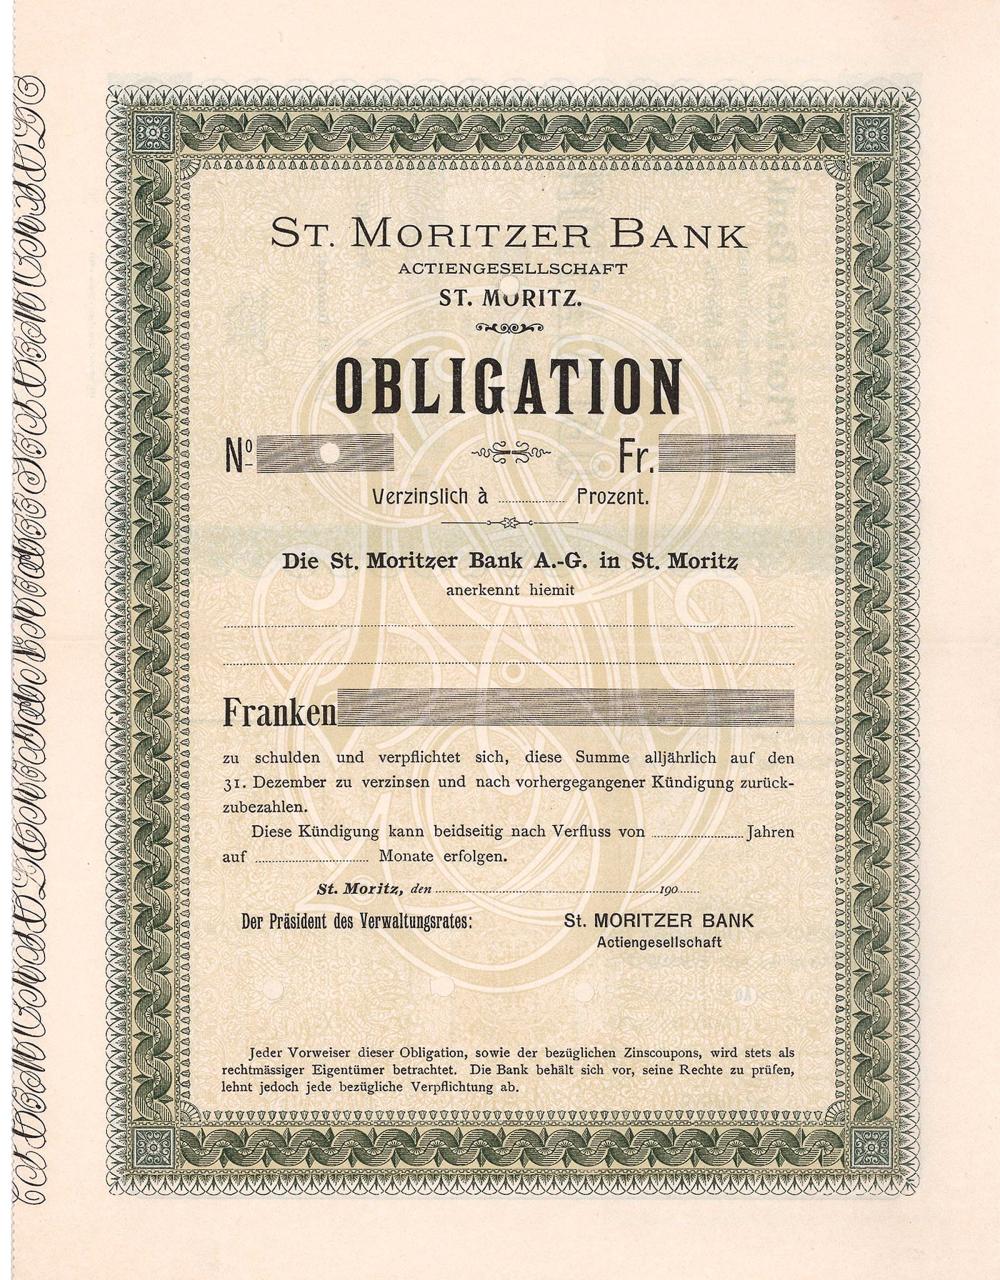 ST. MORITZER BANK
ACTIENGESELLSCHAFT
ST. MORITZ.
OBLIGATION
No Fr.
Verzinslich à ............... Prozent.
Die St. Moritzer Bank A.-G. in St. Moritz
anerkennt hiemit
Franken
zu schulden und verpflichtet sich, diese Summe alljährlich auf den
31. Dezember zu verzinsen und nach vorhergegangener Kündigung zurück-
zubezahlen.
Diese Kündigung kann beidseitig nach Verfluss von ............... Jahren
auf ............... Monate erfolgen.
St. Moritz, den ............... 190......
Der Präsident des Verwaltungsrates: St. MORITZER BANK
Actiengesellschaft
Jeder Vorweiser dieser Obligation, sowie der bezüglichen Zinscoupons, wird stets als
rechtmässiger Eigentümer betrachtet. Die Bank behält sich vor, seine Rechte zu prüfen,
lehnt jedoch jede bezügliche Verpflichtung ab.